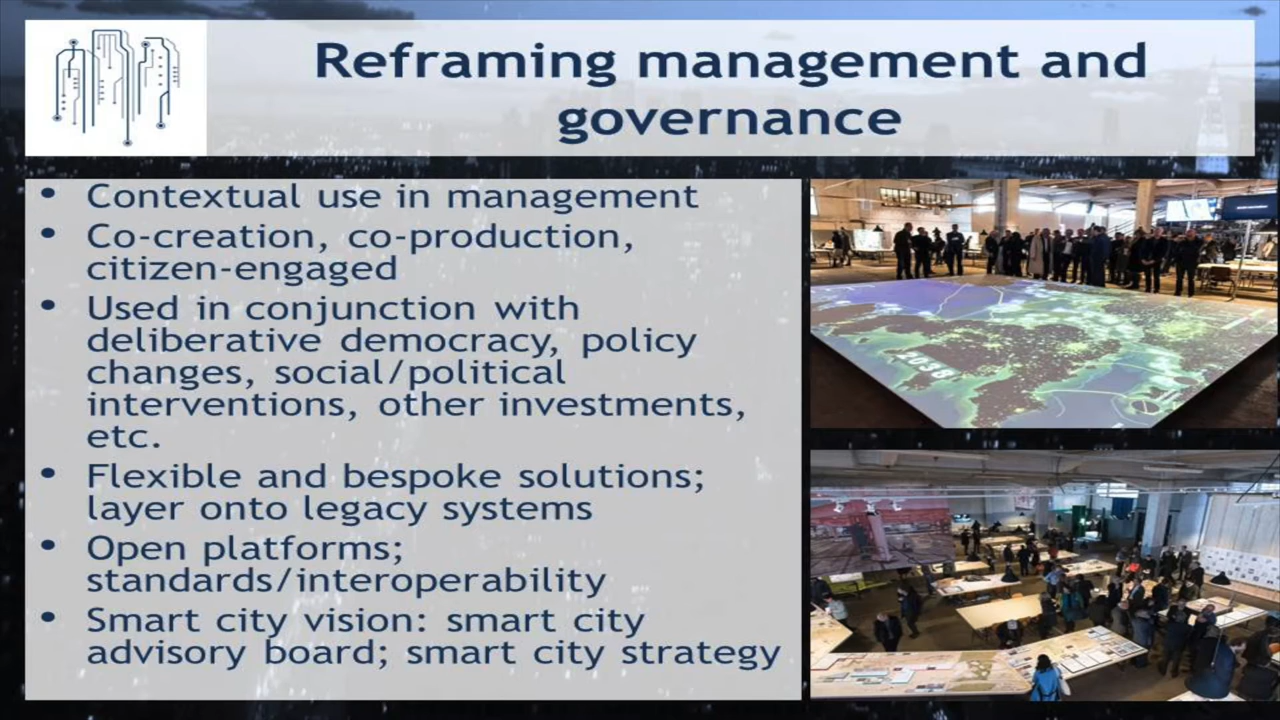 Reframing management and
governance
• Contextual use in management
• Co-creation, co-production,
citizen-engaged
• Used in conjunction with
deliberative democracy, policy
changes, social/political
interventions, other investments,
etc.
• Flexible and bespoke solutions;
layer onto legacy systems
• Open platforms;
standards/interoperability
• Smart city vision: smart city
advisory board; smart city strategy